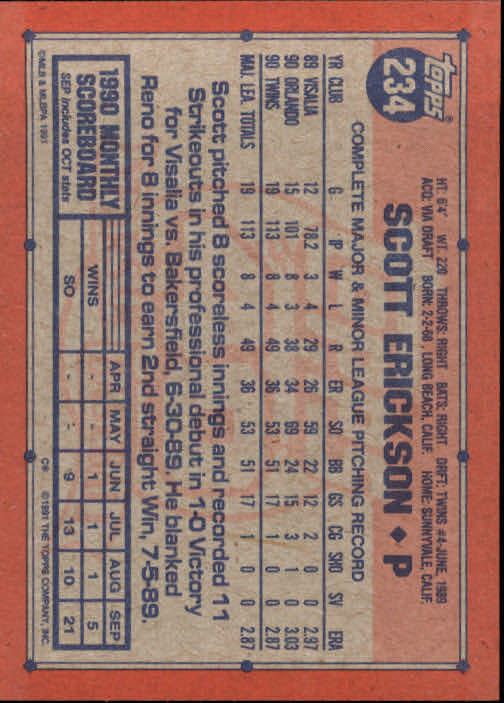 TOPPS®
234
HT: 6'4" WT: 220 THROWS: RIGHT BATS: RIGHT DRFT: TWINS #4-JUNE, 1989
ACQ: VIA DRAFT BORN: 2-2-68, LONG BEACH, CALIF. HOME: SUNNYVALE, CALIF.
SCOTT ERICKSON ♦ P
COMPLETE MAJOR & MINOR LEAGUE PITCHING RECORD
YR CLUB G IP W L R ER SO BB GS CG SHO SV ERA
89 VISALIA 12 78.2 3 4 29 26 59 22 12 2 0 0 2.97
90 ORLANDO 15 101 8 3 38 34 69 24 15 3 1 0 3.03
90 TWINS 19 113 8 4 49 36 53 51 17 1 0 0 2.87
MAJ. LEA. TOTALS 19 113 8 4 49 36 53 51 17 1 0 0 2.87
Scott pitched 8 scoreless innings and recorded 11
Strikeouts in his professional debut in 1-0 Victory
for Visalia vs. Bakersfield, 6-30-89. He blanked
Reno for 8 innings to earn 2nd straight Win, 7-5-89.
1990 MONTHLY
SCOREBOARD
SEP includes OCT stats
APR MAY JUN JUL AUG SEP
WINS - - 1 1 1 5
SO - - 9 13 10 21
©MLB & MLBPA 1991
C* ©1991 THE TOPPS COMPANY, INC.